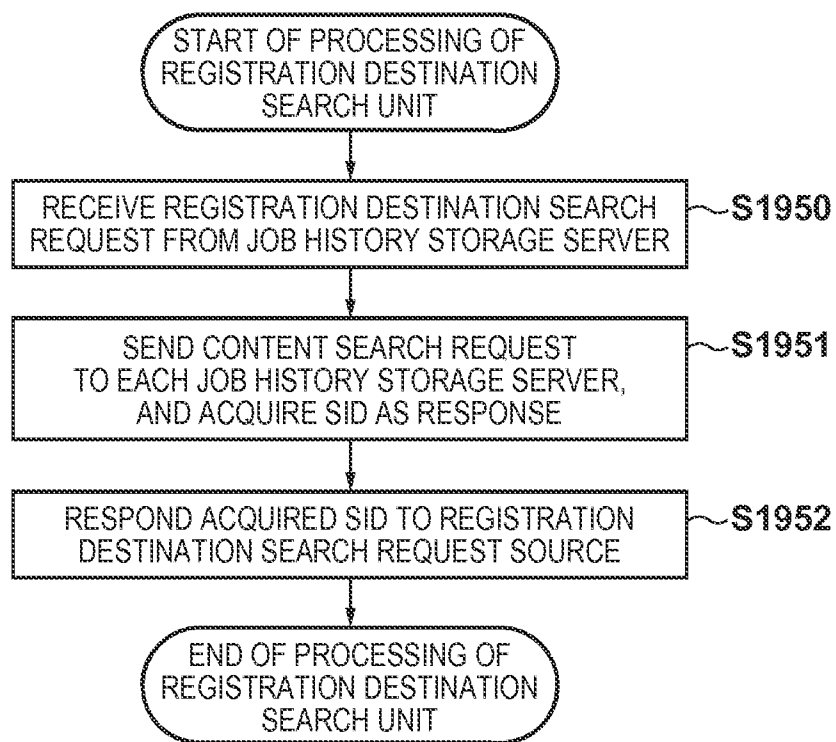 START OF PROCESSING OF
REGISTRATION DESTINATION
SEARCH UNIT
RECEIVE REGISTRATION DESTINATION SEARCH
REQUEST FROM JOB HISTORY STORAGE SERVER
S1950
SEND CONTENT SEARCH REQUEST
TO EACH JOB HISTORY STORAGE SERVER,
AND ACQUIRE SID AS RESPONSE
S1951
RESPOND ACQUIRED SID TO REGISTRATION
DESTINATION SEARCH REQUEST SOURCE
S1952
END OF PROCESSING OF
REGISTRATION DESTINATION
SEARCH UNIT